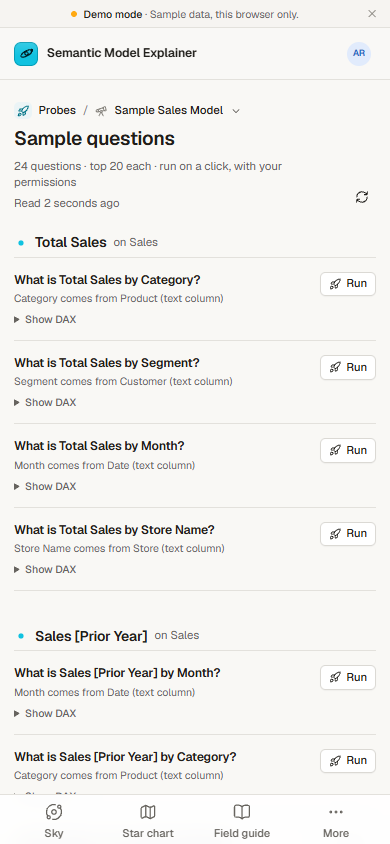 Demo mode · Sample data, this browser only.
Semantic Model Explainer
AR
Probes / Sample Sales Model
Sample questions
24 questions · top 20 each · run on a click, with your
permissions
Read 2 seconds ago
Total Sales on Sales
What is Total Sales by Category?
Run
Category comes from Product (text column)
Show DAX
What is Total Sales by Segment?
Run
Segment comes from Customer (text column)
Show DAX
What is Total Sales by Month?
Run
Month comes from Date (text column)
Show DAX
What is Total Sales by Store Name?
Run
Store Name comes from Store (text column)
Show DAX
Sales [Prior Year] on Sales
What is Sales [Prior Year] by Month?
Run
Month comes from Date (text column)
Show DAX
What is Sales [Prior Year] by Category?
Run
Category comes from Product (text column)
Sky
Star chart
Field guide
More